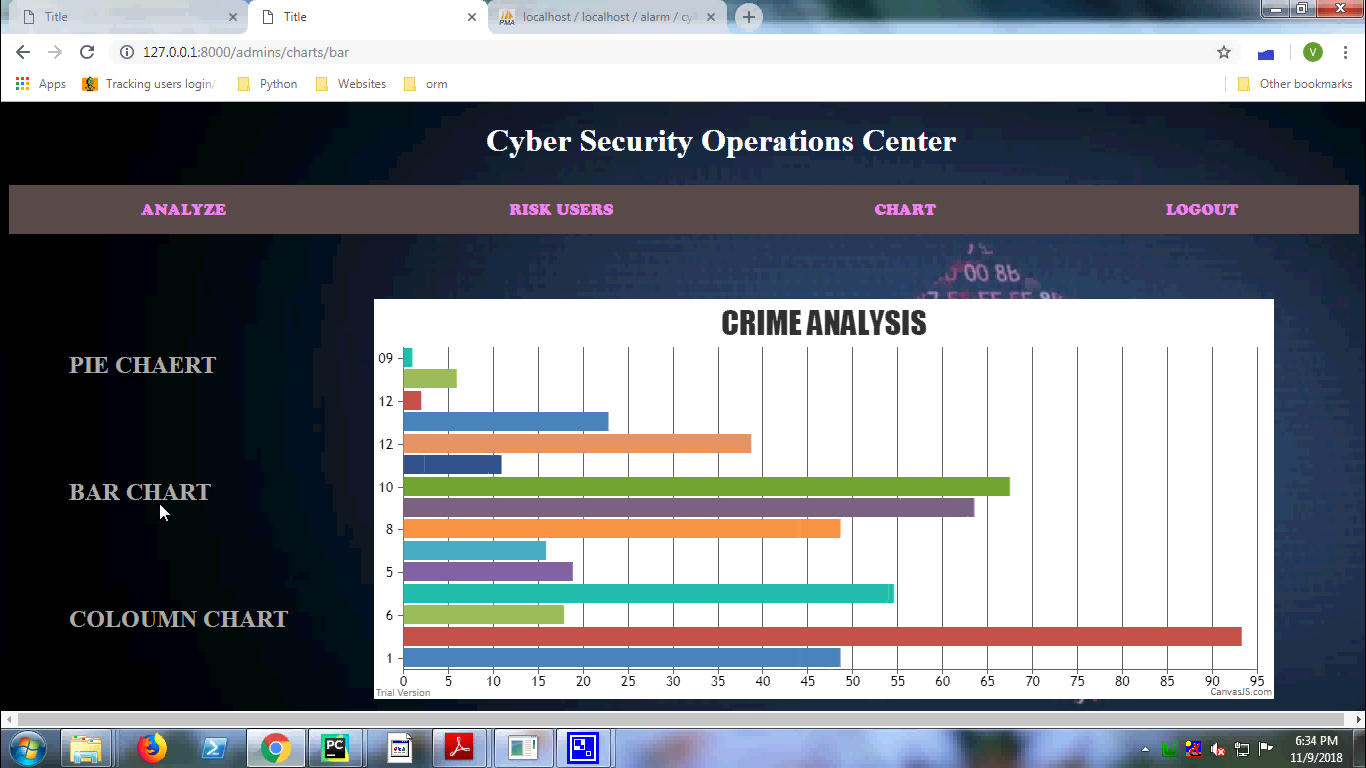 Title
Title
localhost / localhost / alarm / cyl
127.0.0.1:8000/admins/charts/bar
V
Apps
Tracking users login/
Python
Websites
orm
Other bookmarks
Cyber Security Operations Center
ANALYZE
RISK USERS
CHART
LOGOUT
00 8B
PIE CHAERT
BAR CHART
COLOUMN CHART
CRIME ANALYSIS
09
12
12
10
8
5
6
1
0 5 10 15 20 25 30 35 40 45 50 55 60 65 70 75 80 85 90 95
Trial Version
CanvasJS.com
PC
6:34 PM
11/9/2018